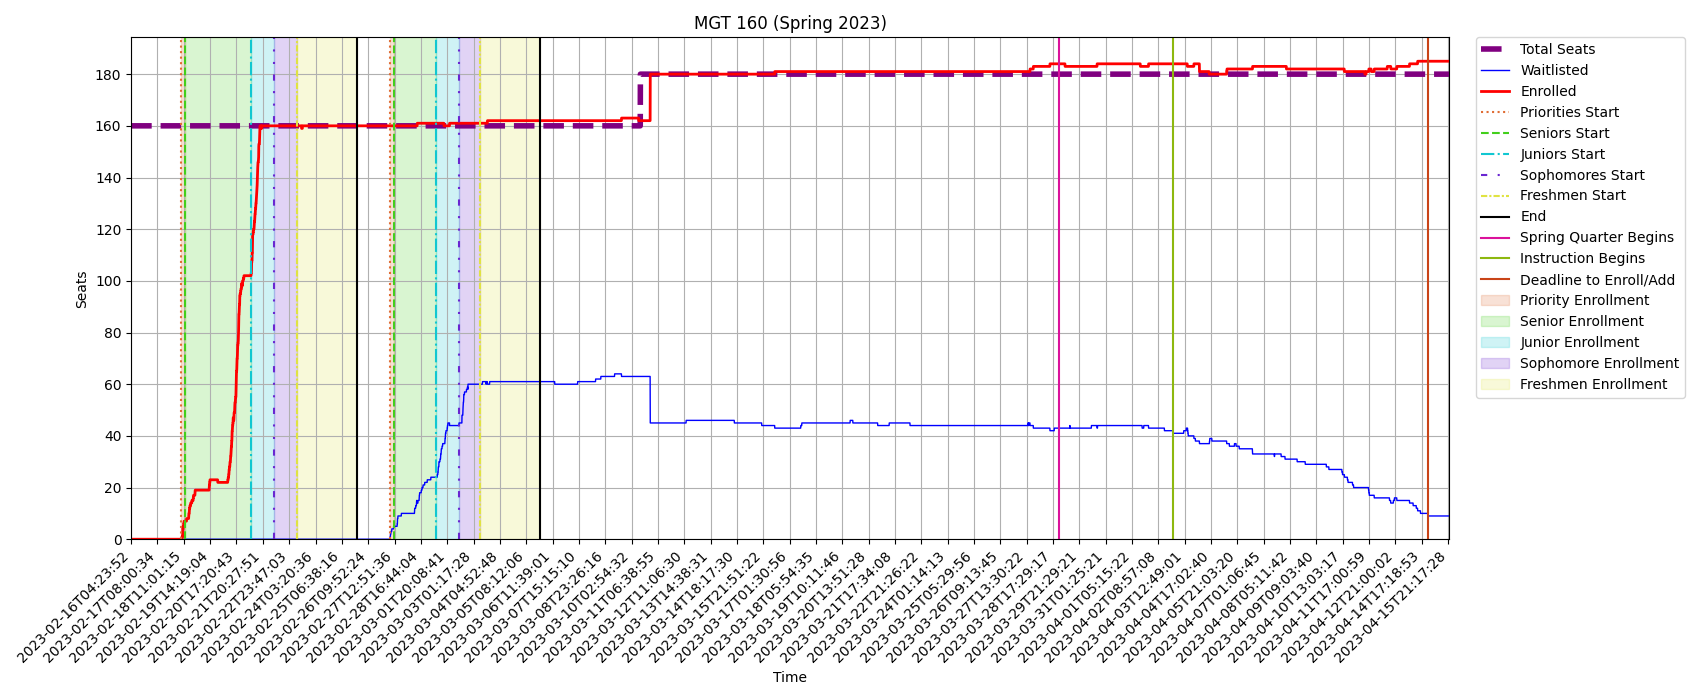 MGT 160 (Spring 2023)
Seats
180
160
140
120
100
80
60
40
20
0
2023-02-16T04:23:52
2023-02-17T08:00:34
2023-02-18T11:01:15
2023-02-19T14:19:04
2023-02-20T17:20:43
2023-02-21T20:27:51
2023-02-22T23:47:03
2023-02-24T03:20:36
2023-02-25T06:38:16
2023-02-26T09:52:24
2023-02-27T12:51:36
2023-02-28T16:44:04
2023-03-01T20:08:41
2023-03-03T01:17:28
2023-03-04T04:52:48
2023-03-05T08:12:06
2023-03-06T11:39:01
2023-03-07T15:15:10
2023-03-08T23:26:16
2023-03-10T02:54:32
2023-03-11T06:38:55
2023-03-12T11:06:30
2023-03-13T14:38:31
2023-03-14T18:17:30
2023-03-15T21:51:22
2023-03-17T01:30:56
2023-03-18T05:54:35
2023-03-19T10:11:46
2023-03-20T13:51:28
2023-03-21T17:34:08
2023-03-22T21:26:22
2023-03-24T01:14:13
2023-03-25T05:29:56
2023-03-26T09:13:45
2023-03-27T13:30:22
2023-03-28T17:29:17
2023-03-29T21:29:21
2023-03-31T01:25:21
2023-04-01T05:15:22
2023-04-02T08:57:08
2023-04-03T12:49:01
2023-04-04T17:02:40
2023-04-05T21:03:20
2023-04-07T01:06:45
2023-04-08T05:11:42
2023-04-09T09:03:40
2023-04-10T13:03:17
2023-04-11T17:00:59
2023-04-12T21:00:02
2023-04-14T17:18:53
2023-04-15T21:17:28
Time
Total Seats
Waitlisted
Enrolled
Priorities Start
Seniors Start
Juniors Start
Sophomores Start
Freshmen Start
End
Spring Quarter Begins
Instruction Begins
Deadline to Enroll/Add
Priority Enrollment
Senior Enrollment
Junior Enrollment
Sophomore Enrollment
Freshmen Enrollment